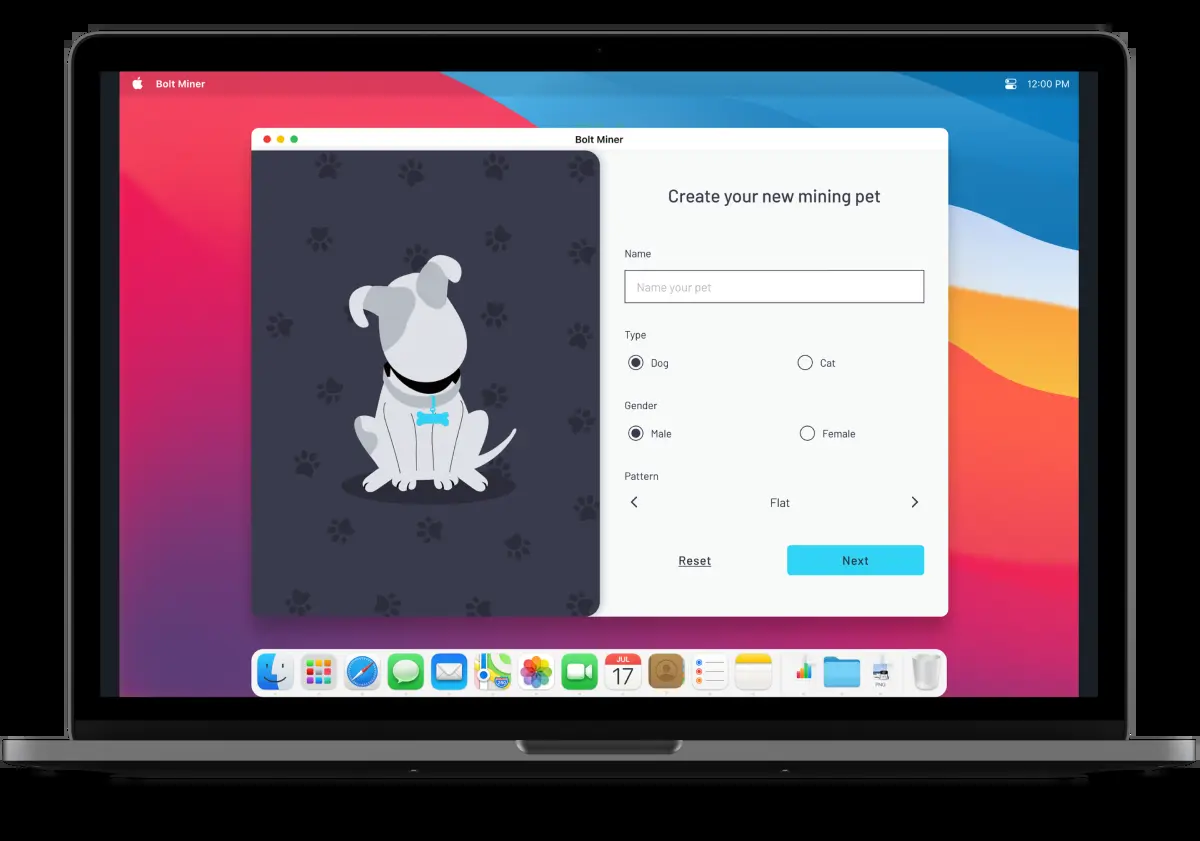 Bolt Miner
12:00 PM
Bolt Miner
Create your new mining pet
Name
Name your pet
Type
Dog
Cat
Gender
Male
Female
Pattern
Flat
Reset
Next
JUL
17
280
PNG